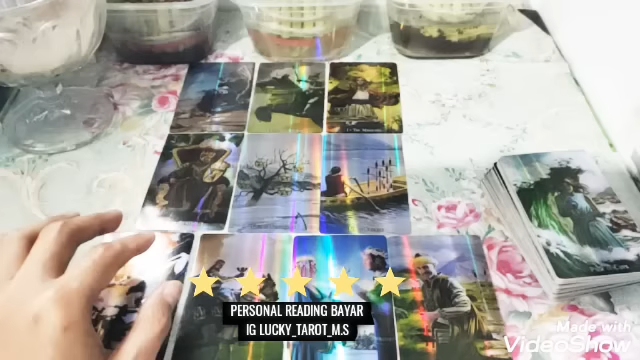 PERSONAL READING BAYAR
IG LUCKY_TAROT_M.S
Made with
VideoShow